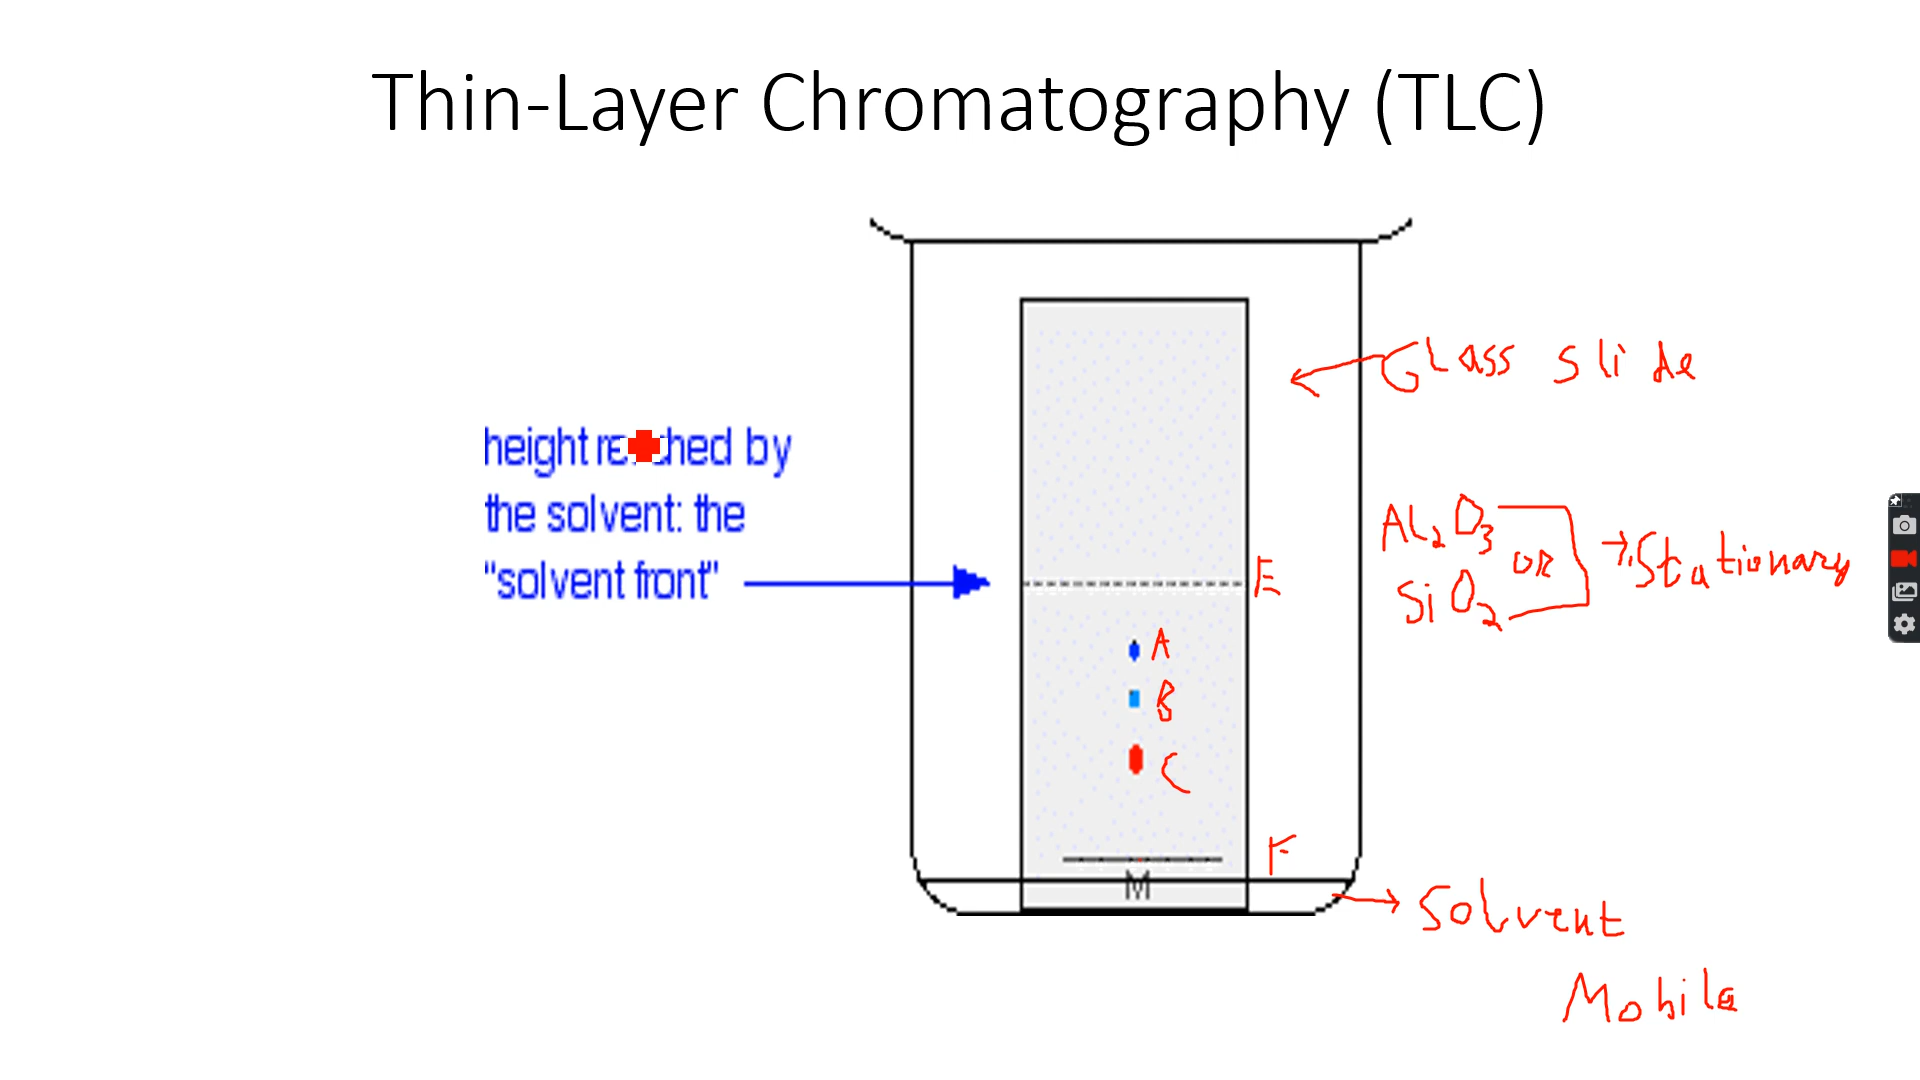 Thin-Layer Chromatography (TLC)
Glass slide
height reached by
the solvent: the
"solvent front"
E
Al2O3
OR
SiO2
→ Stationary
A
B
C
F
M
→ Solvent
Mobile